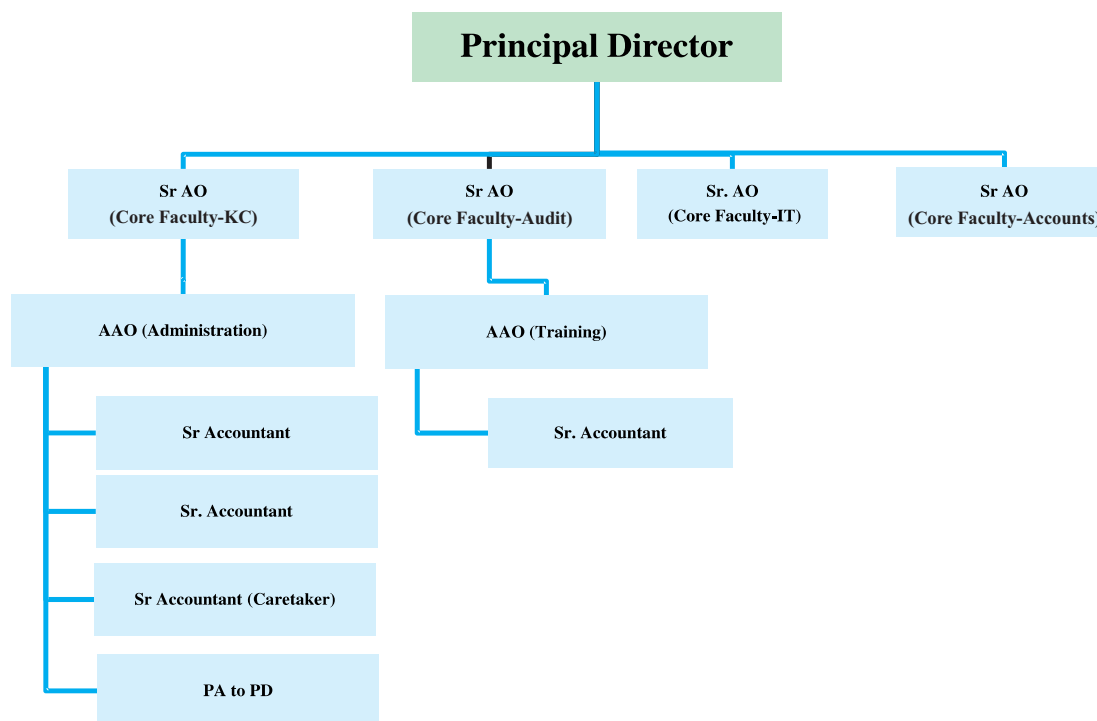 Principal Director
Sr AO
(Core Faculty-KC)
Sr AO
(Core Faculty-Audit)
Sr. AO
(Core Faculty-IT)
Sr AO
(Core Faculty-Accounts)
AAO (Administration)
AAO (Training)
Sr Accountant
Sr. Accountant
Sr. Accountant
Sr Accountant (Caretaker)
PA to PD